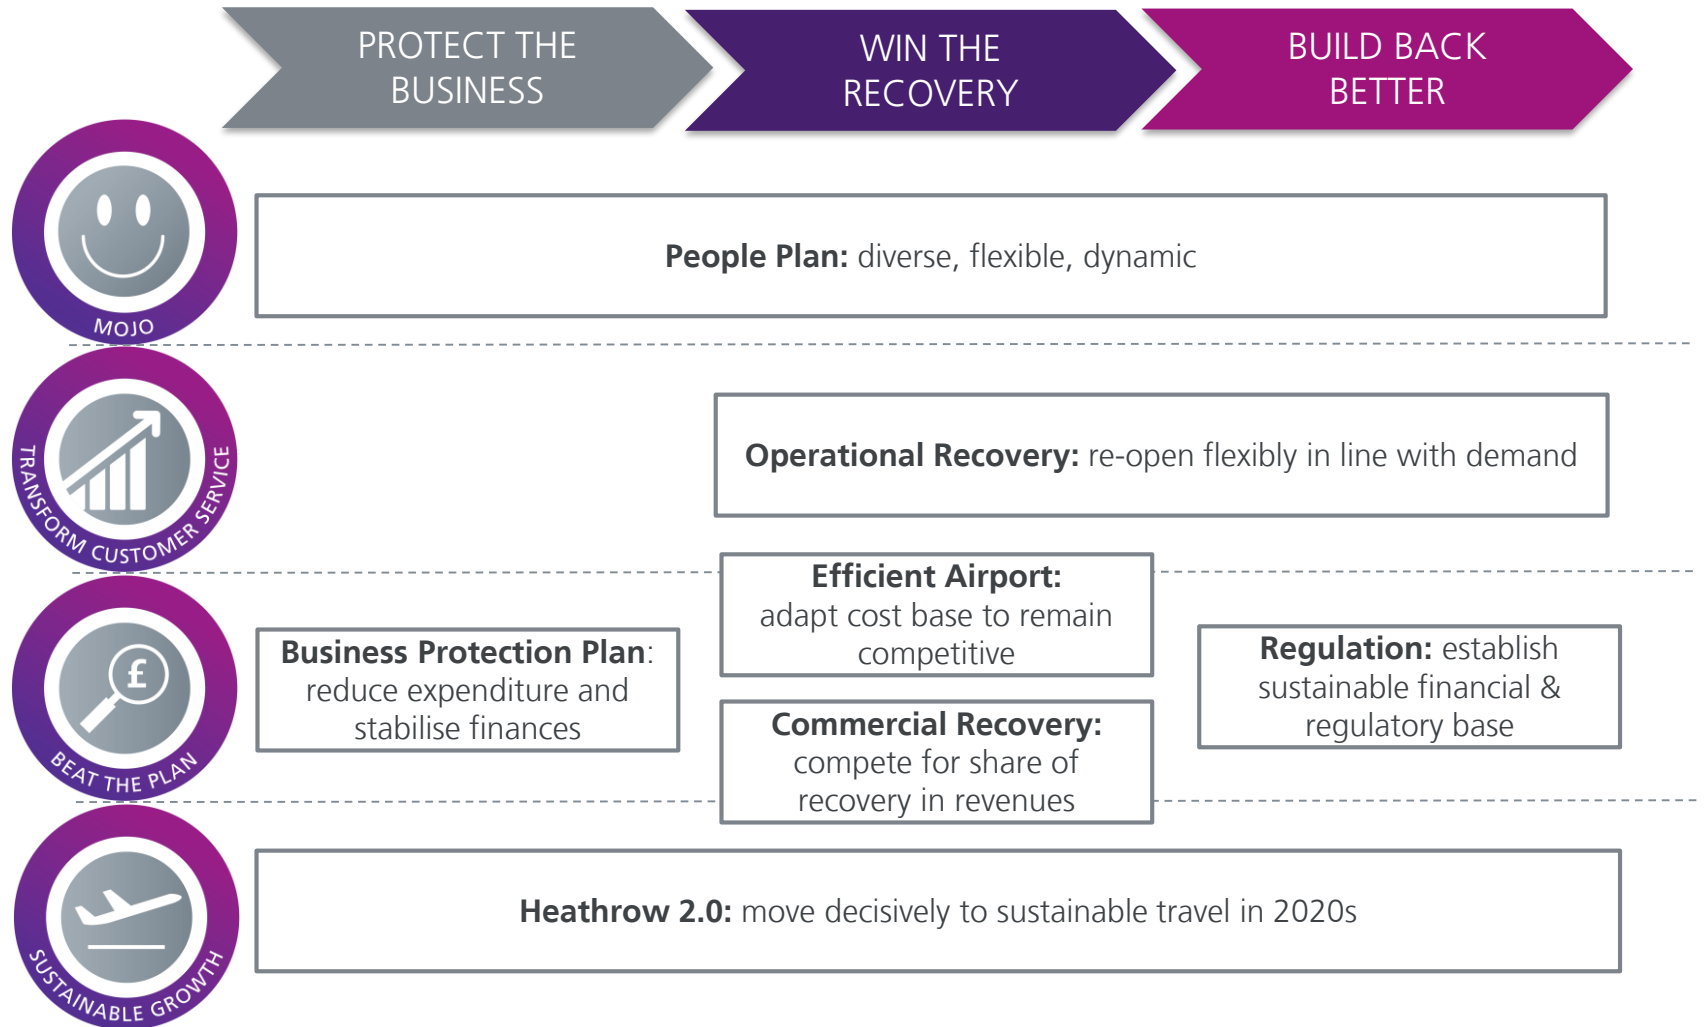 PROTECT THE
BUSINESS
WIN THE
RECOVERY
BUILD BACK
BETTER
MOJO
People Plan: diverse, flexible, dynamic
TRANSFORM CUSTOMER SERVICE
Operational Recovery: re-open flexibly in line with demand
BEAT THE PLAN
£
Business Protection Plan:
reduce expenditure and
stabilise finances
Efficient Airport:
adapt cost base to remain
competitive
Commercial Recovery:
compete for share of
recovery in revenues
Regulation: establish
sustainable financial &
regulatory base
SUSTAINABLE GROWTH
Heathrow 2.0: move decisively to sustainable travel in 2020s